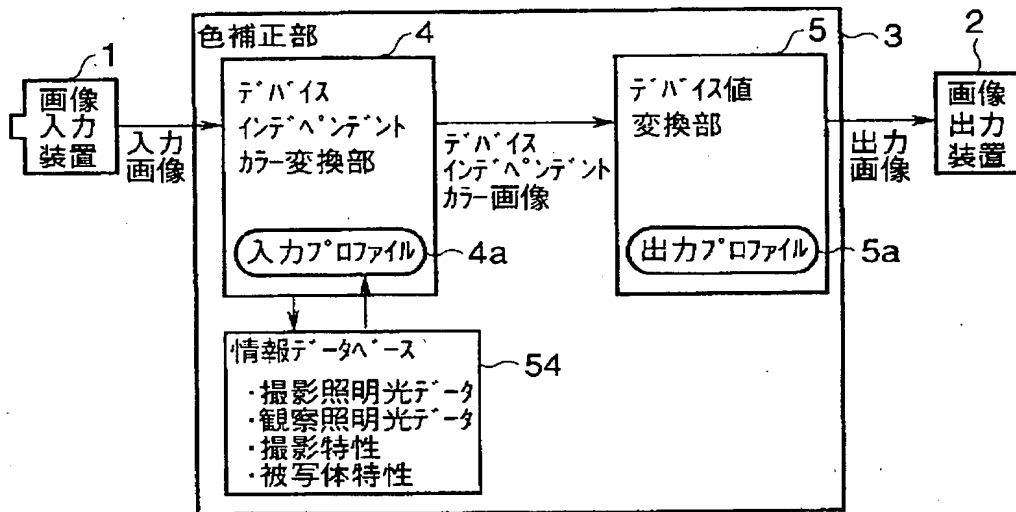 1
画像
入力
装置
入力
画像
色補正部
4
デバイス
インデペンデント
カラー変換部
入力プロファイル
4a
デバイス
インデペンデント
カラー画像
5
デバイス値
変換部
出力プロファイル
5a
3
出力
画像
2
画像
出力
装置
情報データベース
・撮影照明光データ
・観察照明光データ
・撮影特性
・被写体特性
54